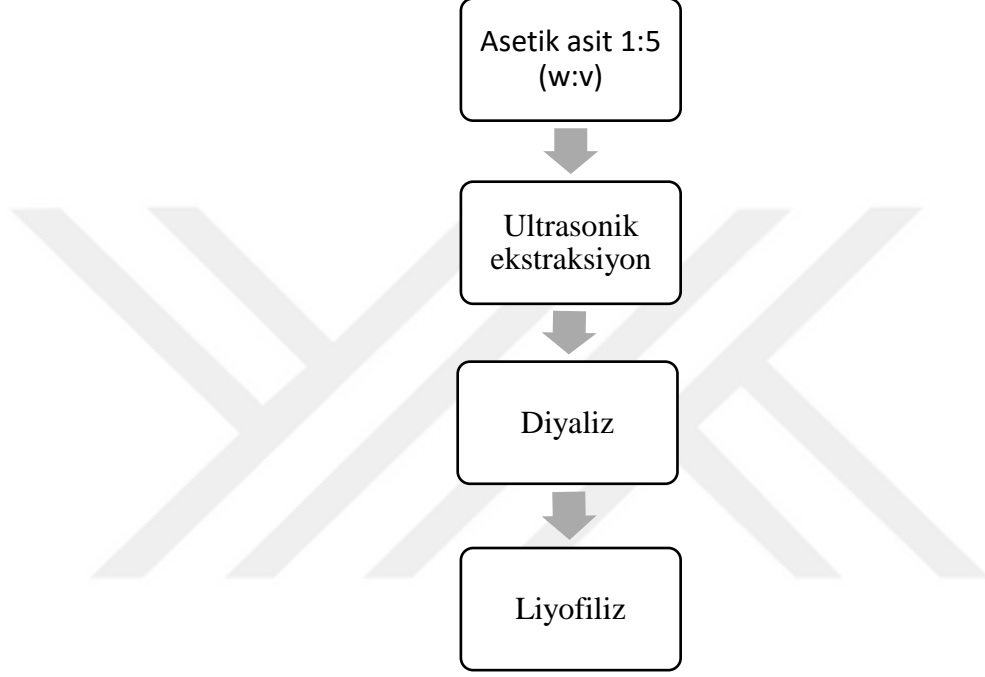 Asetik asit 1:5
(w:v)
Ultrasonik
ekstraksiyon
Diyaliz
Liyofiliz